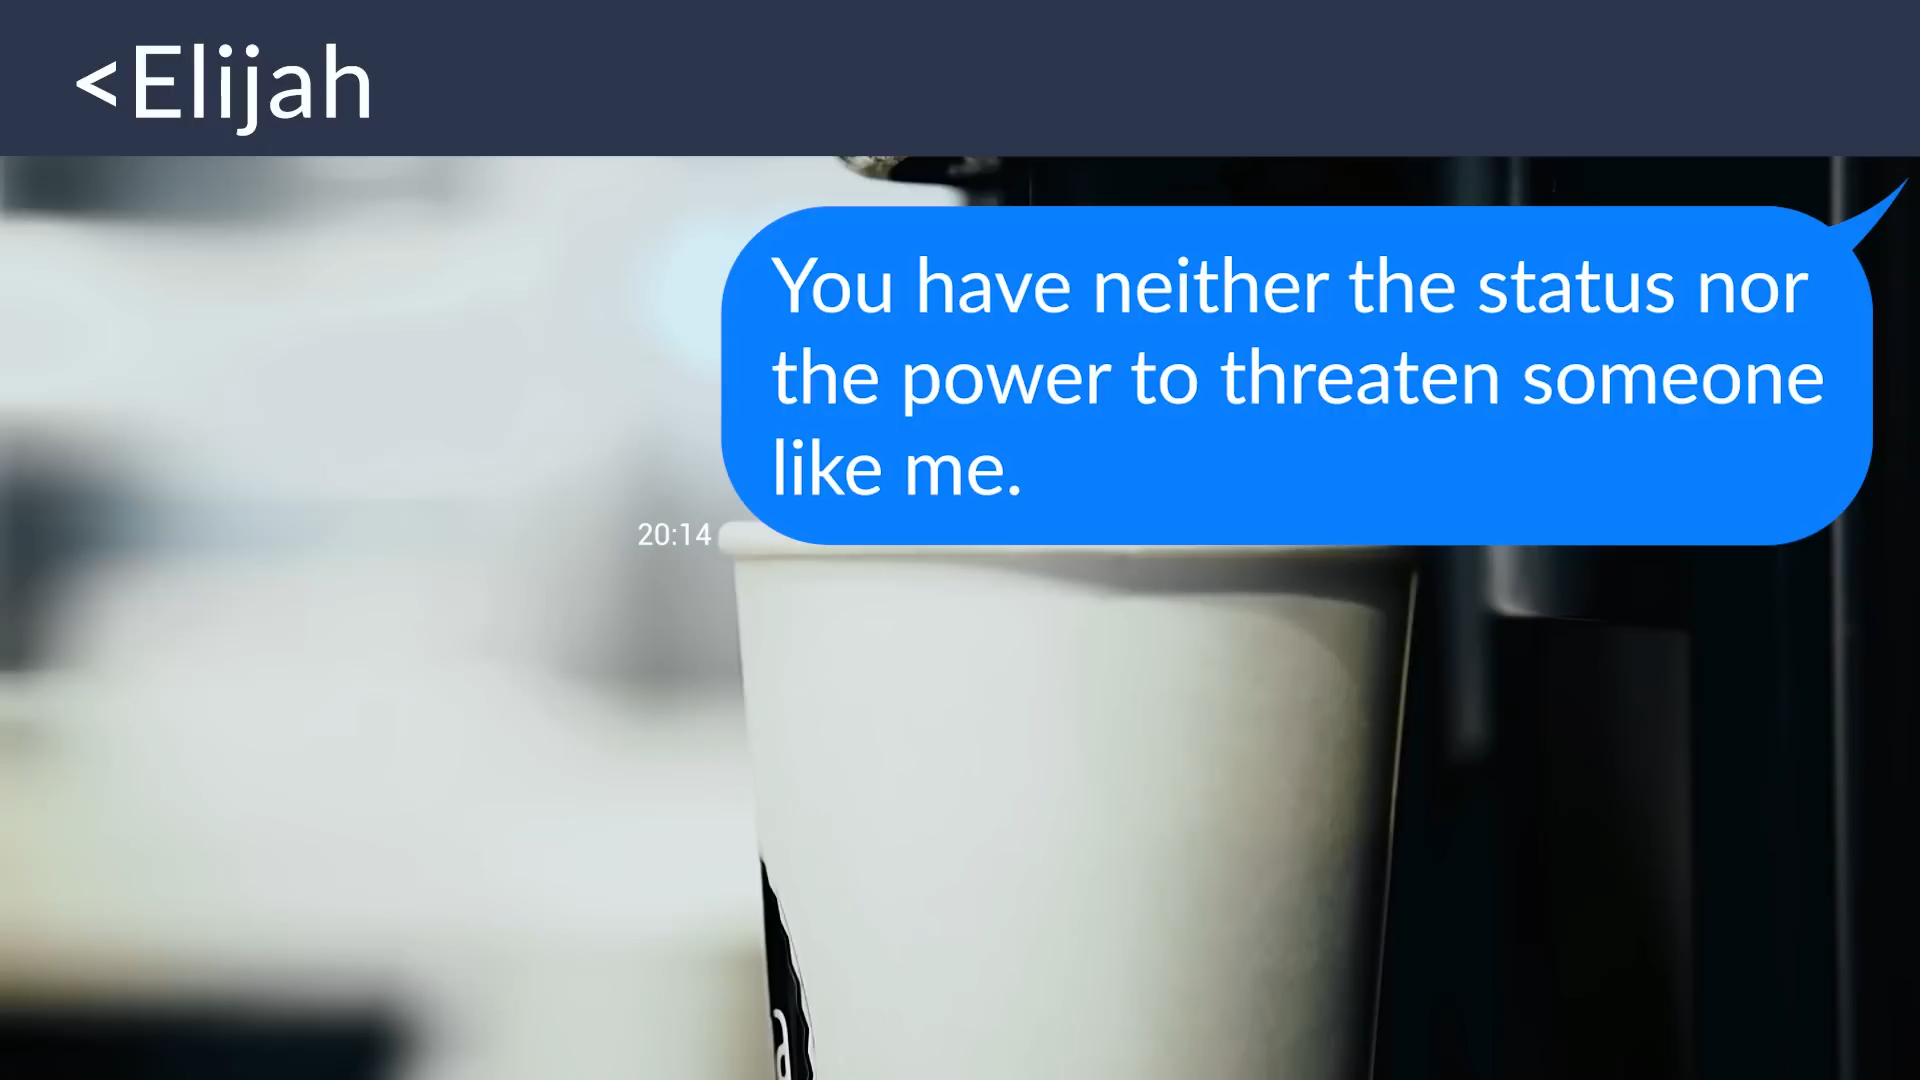 <Elijah
You have neither the status nor
the power to threaten someone
like me.
20:14
a